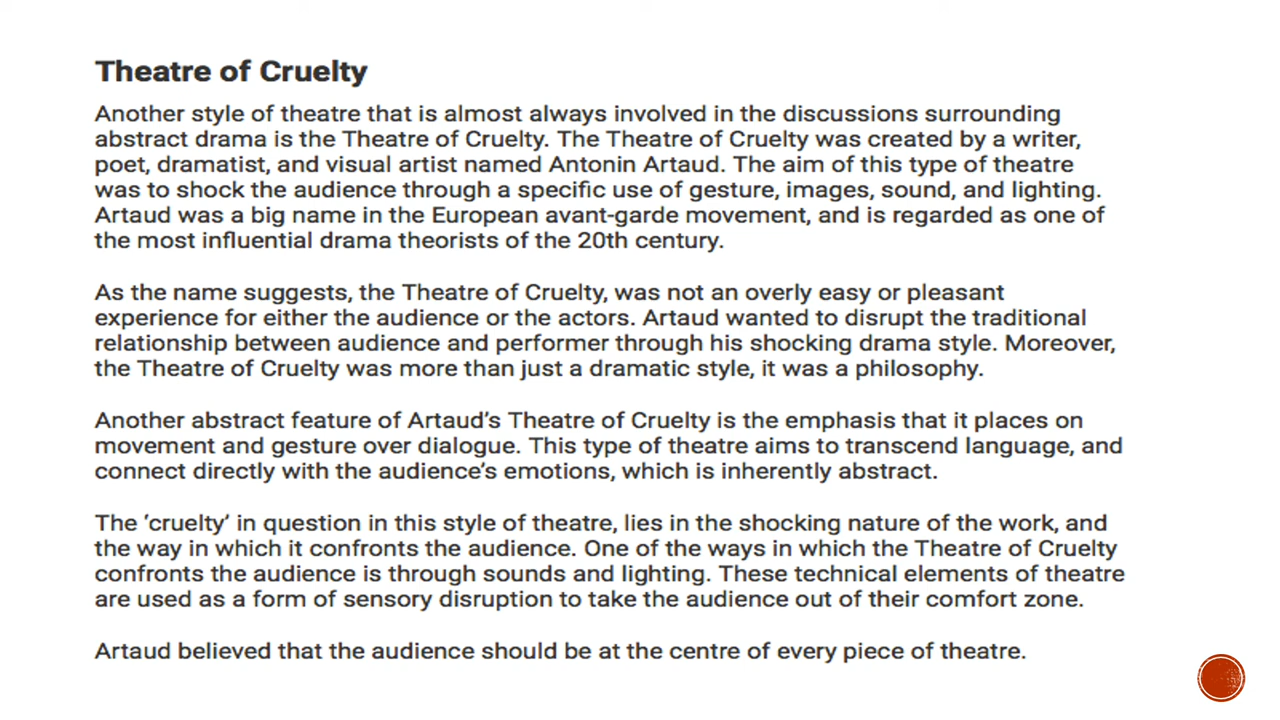 Theatre of Cruelty
Another style of theatre that is almost always involved in the discussions surrounding
abstract drama is the Theatre of Cruelty. The Theatre of Cruelty was created by a writer,
poet, dramatist, and visual artist named Antonin Artaud. The aim of this type of theatre
was to shock the audience through a specific use of gesture, images, sound, and lighting.
Artaud was a big name in the European avant-garde movement, and is regarded as one of
the most influential drama theorists of the 20th century.
As the name suggests, the Theatre of Cruelty, was not an overly easy or pleasant
experience for either the audience or the actors. Artaud wanted to disrupt the traditional
relationship between audience and performer through his shocking drama style. Moreover,
the Theatre of Cruelty was more than just a dramatic style, it was a philosophy.
Another abstract feature of Artaud’s Theatre of Cruelty is the emphasis that it places on
movement and gesture over dialogue. This type of theatre aims to transcend language, and
connect directly with the audience’s emotions, which is inherently abstract.
The ‘cruelty’ in question in this style of theatre, lies in the shocking nature of the work, and
the way in which it confronts the audience. One of the ways in which the Theatre of Cruelty
confronts the audience is through sounds and lighting. These technical elements of theatre
are used as a form of sensory disruption to take the audience out of their comfort zone.
Artaud believed that the audience should be at the centre of every piece of theatre.